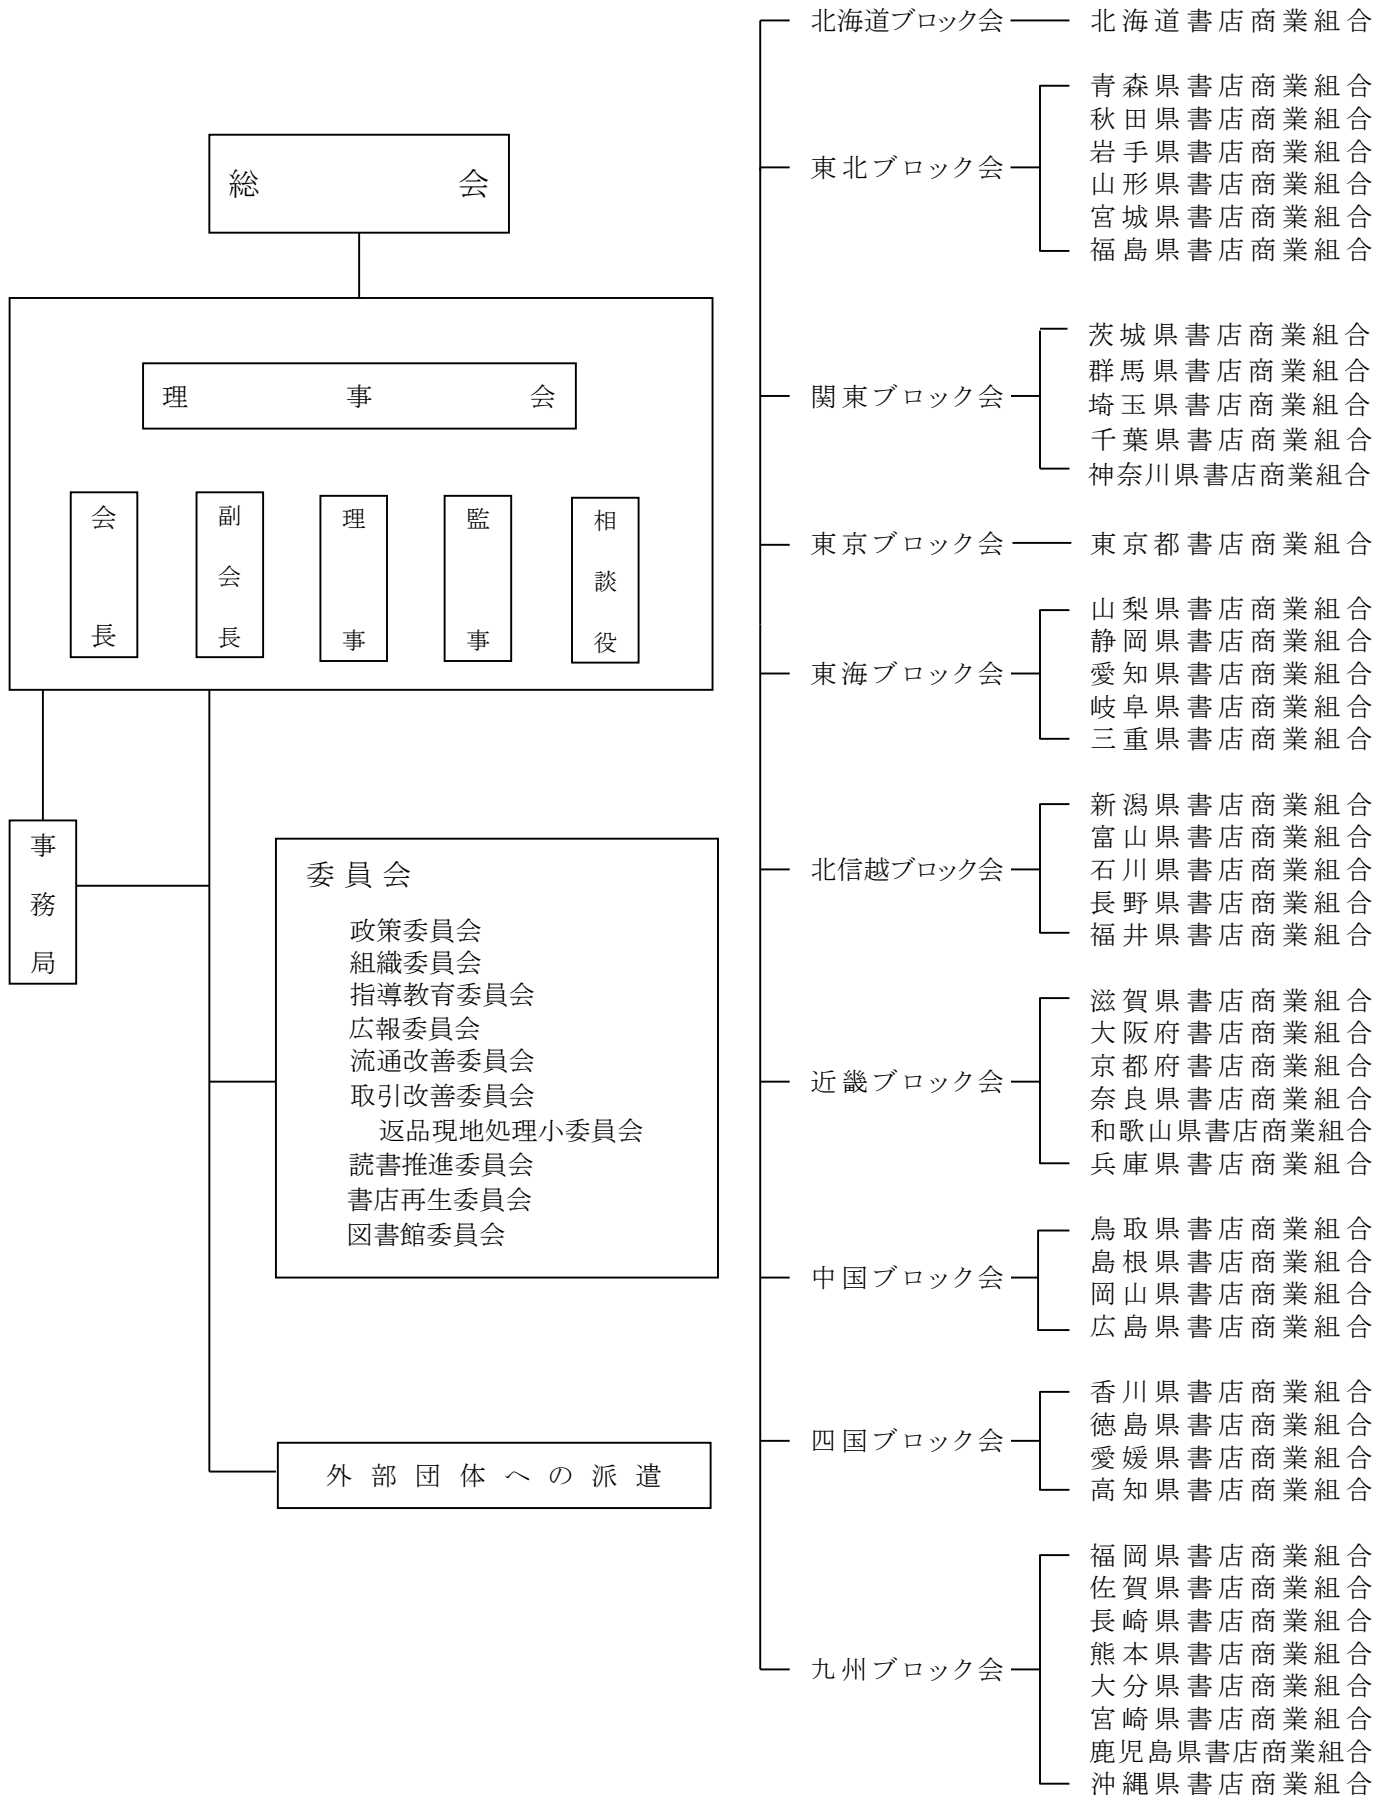 総会
理事会
会長
副会長
理事
監事
相談役
事務局
委員会
政策委員会
組織委員会
指導教育委員会
広報委員会
流通改善委員会
取引改善委員会
返品現地処理小委員会
読書推進委員会
書店再生委員会
図書館委員会
外部団体への派遣
北海道ブロック会
北海道書店商業組合
東北ブロック会
青森県書店商業組合
秋田県書店商業組合
岩手県書店商業組合
山形県書店商業組合
宮城県書店商業組合
福島県書店商業組合
関東ブロック会
茨城県書店商業組合
群馬県書店商業組合
埼玉県書店商業組合
千葉県書店商業組合
神奈川県書店商業組合
東京ブロック会
東京都書店商業組合
東海ブロック会
山梨県書店商業組合
静岡県書店商業組合
愛知県書店商業組合
岐阜県書店商業組合
三重県書店商業組合
北信越ブロック会
新潟県書店商業組合
富山県書店商業組合
石川県書店商業組合
長野県書店商業組合
福井県書店商業組合
近畿ブロック会
滋賀県書店商業組合
大阪府書店商業組合
京都府書店商業組合
奈良県書店商業組合
和歌山県書店商業組合
兵庫県書店商業組合
中国ブロック会
鳥取県書店商業組合
島根県書店商業組合
岡山県書店商業組合
広島県書店商業組合
四国ブロック会
香川県書店商業組合
徳島県書店商業組合
愛媛県書店商業組合
高知県書店商業組合
九州ブロック会
福岡県書店商業組合
佐賀県書店商業組合
長崎県書店商業組合
熊本県書店商業組合
大分県書店商業組合
宮崎県書店商業組合
鹿児島県書店商業組合
沖縄県書店商業組合